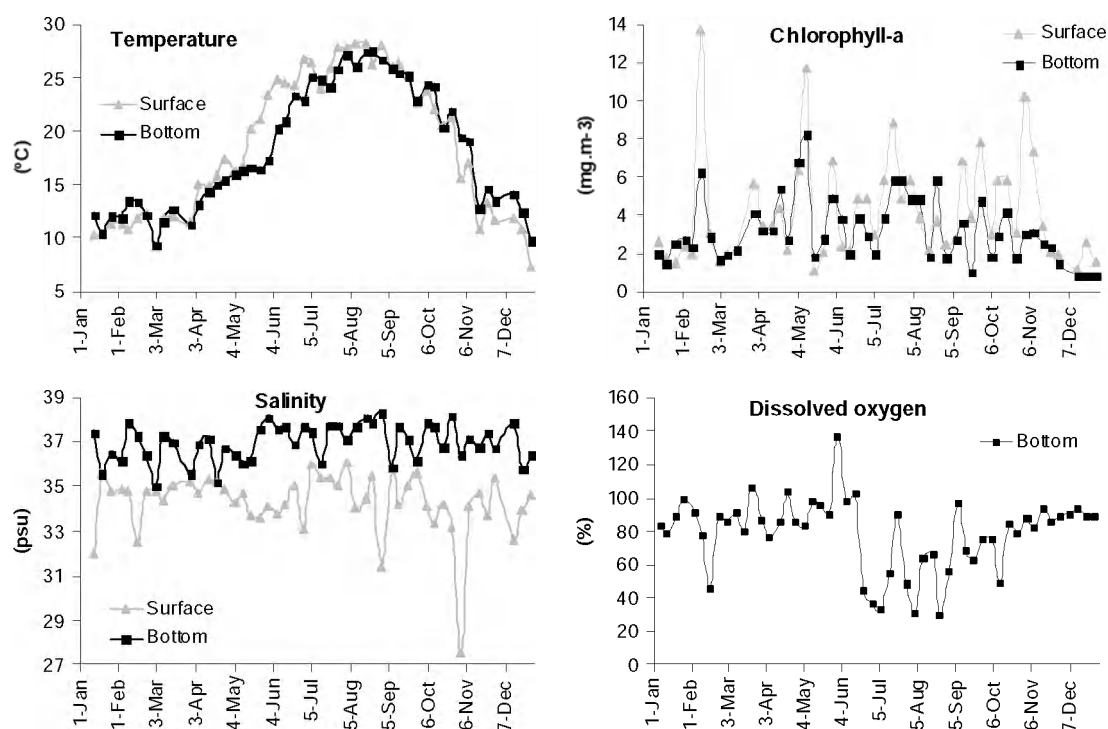 Temperature
30
25
20
15
10
5
(ºC)
Surface
Bottom
1-Jan
1-Feb
3-Mar
3-Apr
4-May
4-Jun
5-Jul
5-Aug
5-Sep
6-Oct
6-Nov
7-Dec
Chlorophyll-a
14
12
10
8
6
4
2
0
(mg.m-3)
Surface
Bottom
1-Jan
1-Feb
3-Mar
3-Apr
4-May
4-Jun
5-Jul
5-Aug
5-Sep
6-Oct
6-Nov
7-Dec
Salinity
39
37
35
33
31
29
27
(psu)
Surface
Bottom
1-Jan
1-Feb
3-Mar
3-Apr
4-May
4-Jun
5-Jul
5-Aug
5-Sep
6-Oct
6-Nov
7-Dec
Dissolved oxygen
160
140
120
100
80
60
40
20
0
(%)
Bottom
1-Jan
1-Feb
3-Mar
3-Apr
4-May
4-Jun
5-Jul
5-Aug
5-Sep
6-Oct
6-Nov
7-Dec